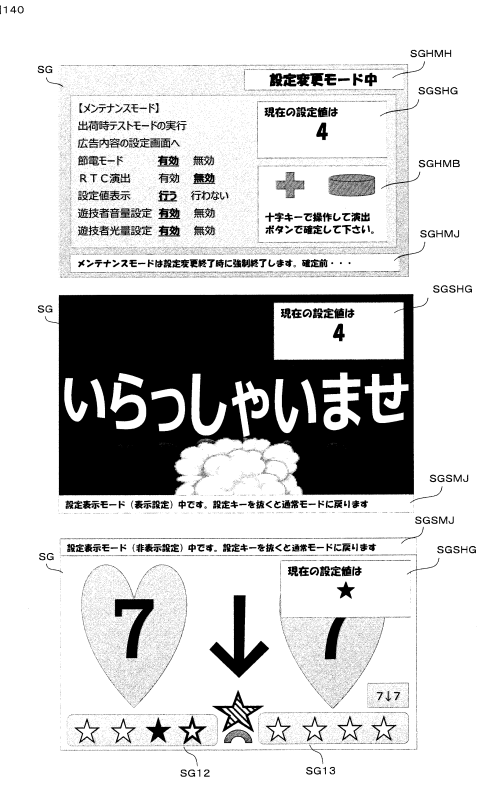 図140
SG
SGHMH
設定変更モード中
SGSHG
【メンテナンスモード】
出荷時テストモードの実行
広告内容の設定画面へ
節電モード 有効 無効
RTC演出 有効 無効
設定値表示 行う 行わない
遊技者音量設定 有効 無効
遊技者光量設定 有効 無効
現在の設定値は
4
SGHMB
十字キーで操作して演出
ボタンで確定して下さい。
SGHMJ
メンテナンスモードは設定変更終了時に強制終了します。確定前・・・
SG
SGSHG
現在の設定値は
4
いらっしゃいませ
SGSMJ
設定表示モード（表示設定）中です。設定キーを抜くと通常モードに戻ります
SGSMJ
設定表示モード（非表示設定）中です。設定キーを抜くと通常モードに戻ります
SG
SGSHG
現在の設定値は
★
7 ↓ 7
7↓7
☆ ☆ ★ ☆ ☆ ☆ ☆ ☆
SG12
SG13